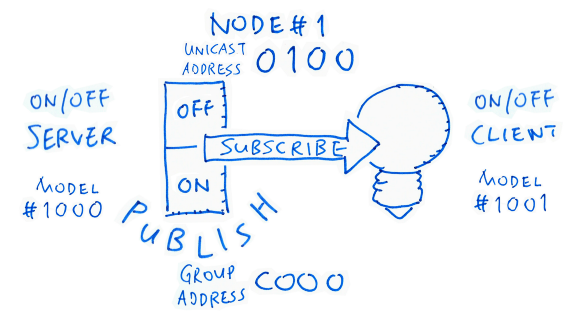 NODE#1
UNICAST
ADDRESS 0100
ON/OFF
SERVER
MODEL
#1000
OFF
ON
SUBSCRIBE
PUBLISH
ON/OFF
CLIENT
MODEL
#1001
GROUP
ADDRESS C000